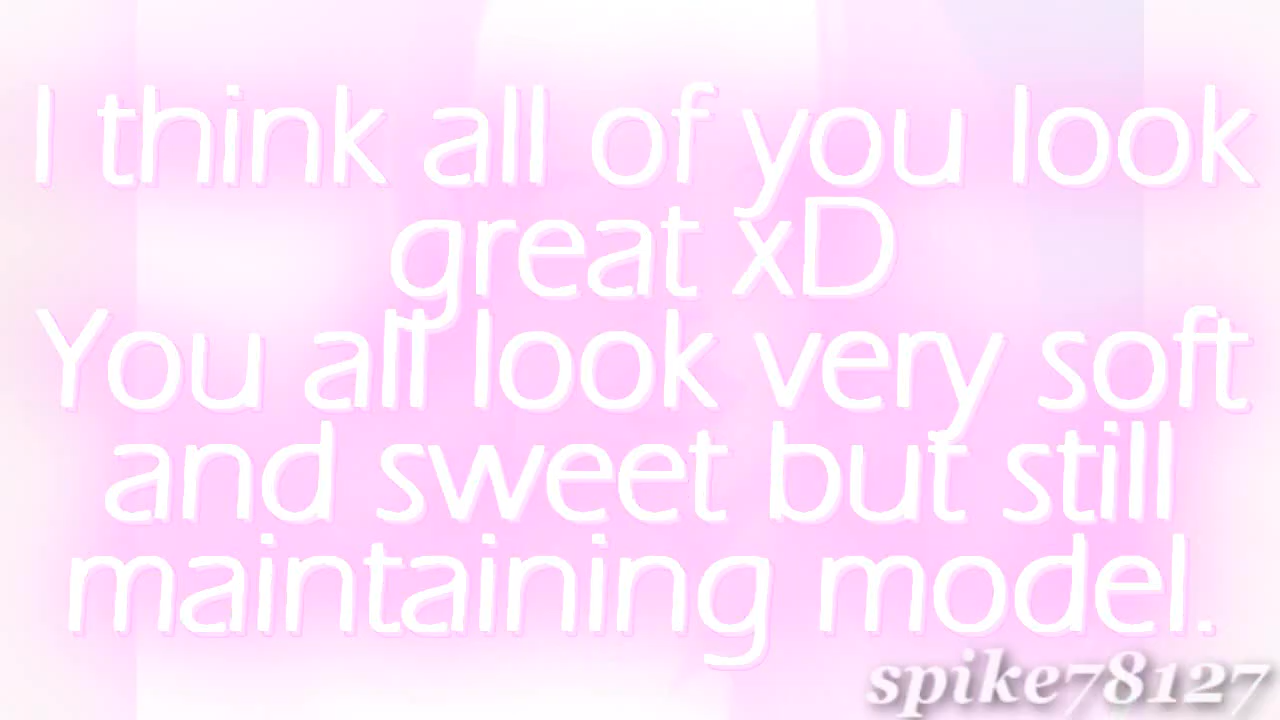 I think all of you look
great xD
You all look very soft
and sweet but still
maintaining model.
spike78127